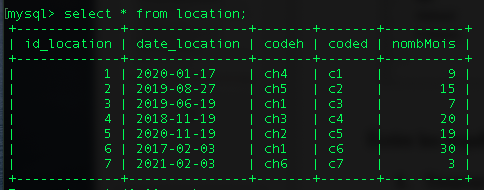 mysql> select * from location;
+-------------+---------------+-------+-------+----------+
| id_location | date_location | codeh | coded | nombMois |
+-------------+---------------+-------+-------+----------+
|           1 | 2020-01-17    | ch4   | c1    |        9 |
|           2 | 2019-08-27    | ch5   | c2    |       15 |
|           3 | 2019-06-19    | ch1   | c3    |        7 |
|           4 | 2018-11-19    | ch3   | c4    |       20 |
|           5 | 2020-11-19    | ch2   | c5    |       19 |
|           6 | 2017-02-03    | ch1   | c6    |       30 |
|           7 | 2021-02-03    | ch6   | c7    |        3 |
+-------------+---------------+-------+-------+----------+